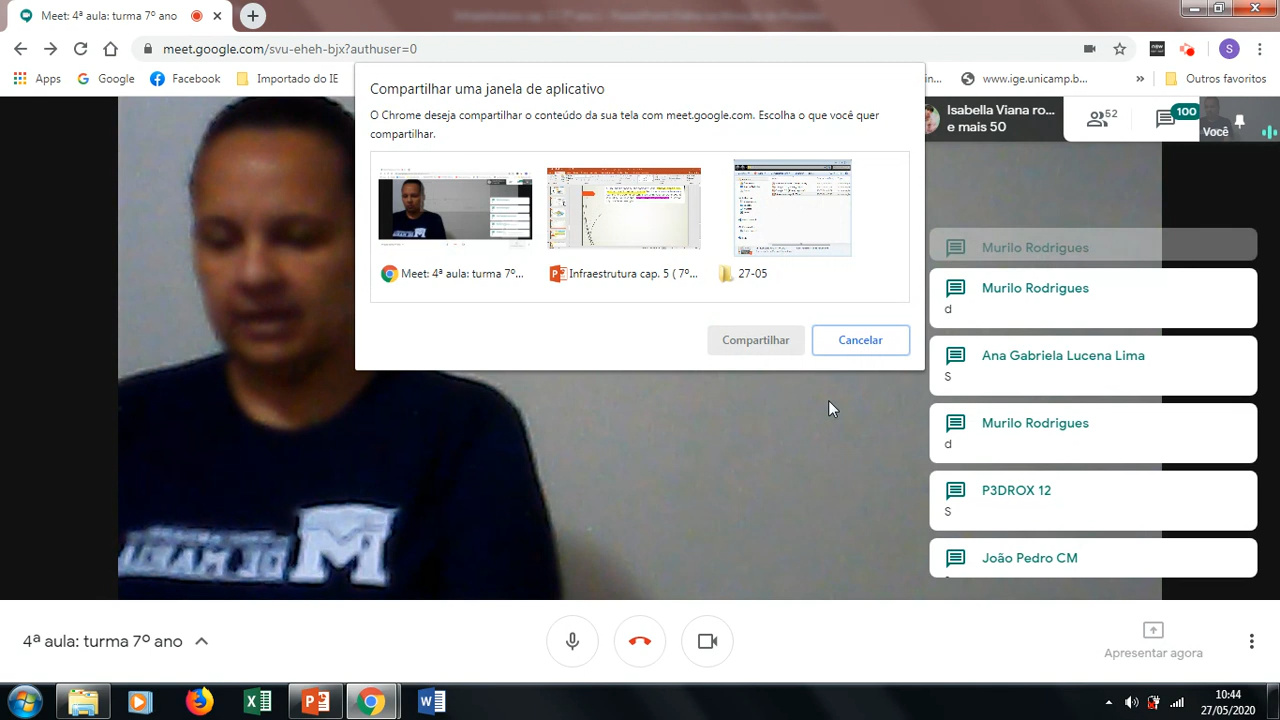 Meet: 4ª aula: turma 7º ano
meet.google.com/svu-eheh-bjx?authuser=0
S
Apps
Google
Facebook
Importado do IE
in...
www.ige.unicamp.b...
»
Outros favoritos
Compartilhar uma janela de aplicativo
O Chrome deseja compartilhar o conteúdo da sua tela com meet.google.com. Escolha o que você quer
compartilhar.
Meet: 4ª aula: turma 7º...
Infraestrutura cap. 5 ( 7º...
27-05
Compartilhar
Cancelar
Isabella Viana ro...
e mais 50
52
100
Você
Murilo Rodrigues
Murilo Rodrigues
d
Ana Gabriela Lucena Lima
S
Murilo Rodrigues
d
P3DROX 12
S
João Pedro CM
M
4ª aula: turma 7º ano
Apresentar agora
10:44
27/05/2020